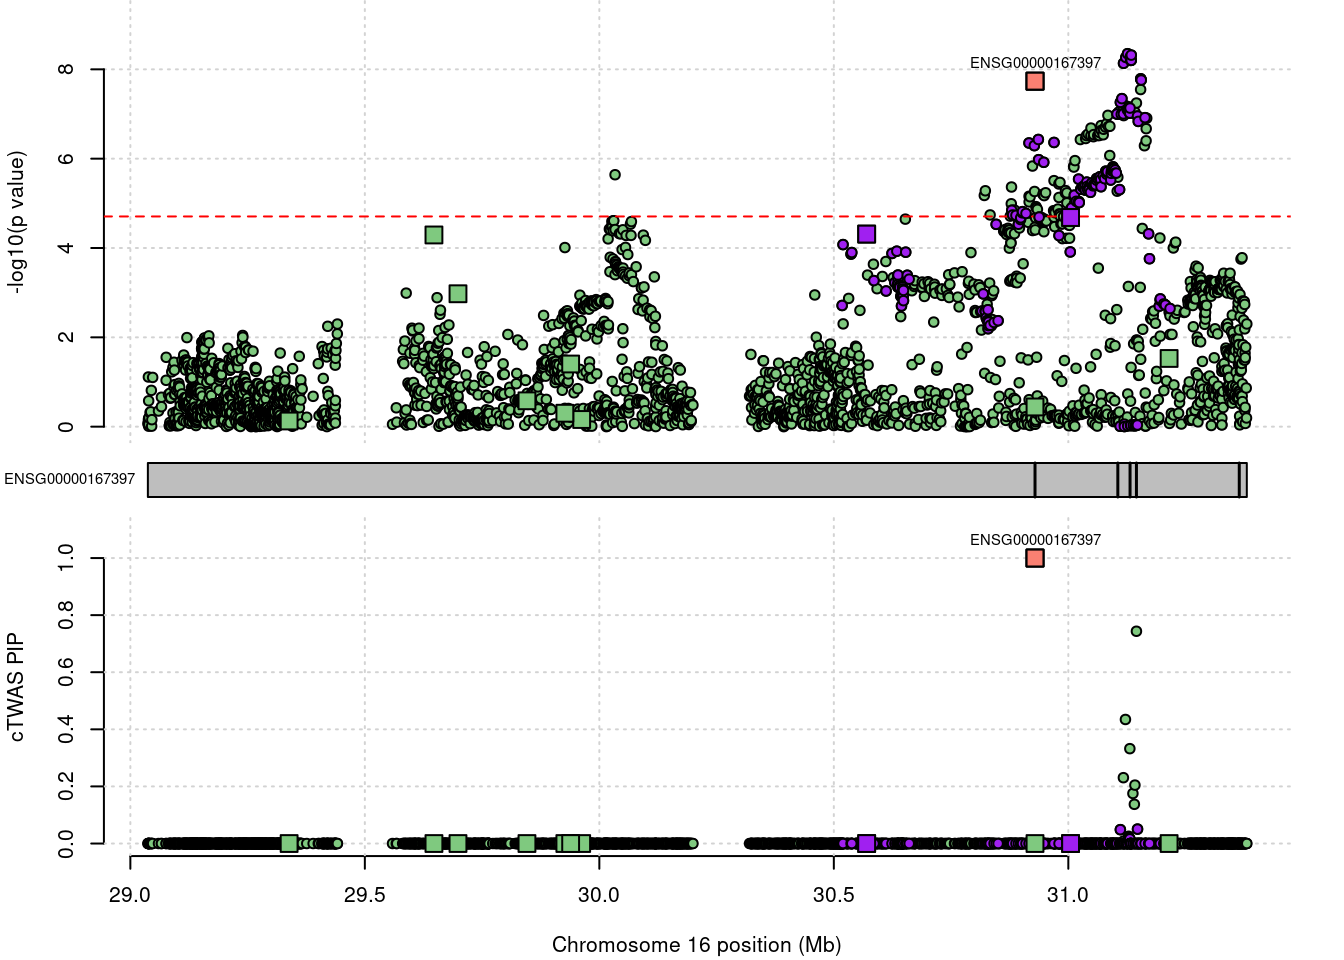 ENSG00000167397
8
6
4
2
0
-log10(p value)
ENSG00000167397
ENSG00000167397
1.0
0.8
0.6
0.4
0.2
0.0
cTWAS PIP
29.0 29.5 30.0 30.5 31.0
Chromosome 16 position (Mb)